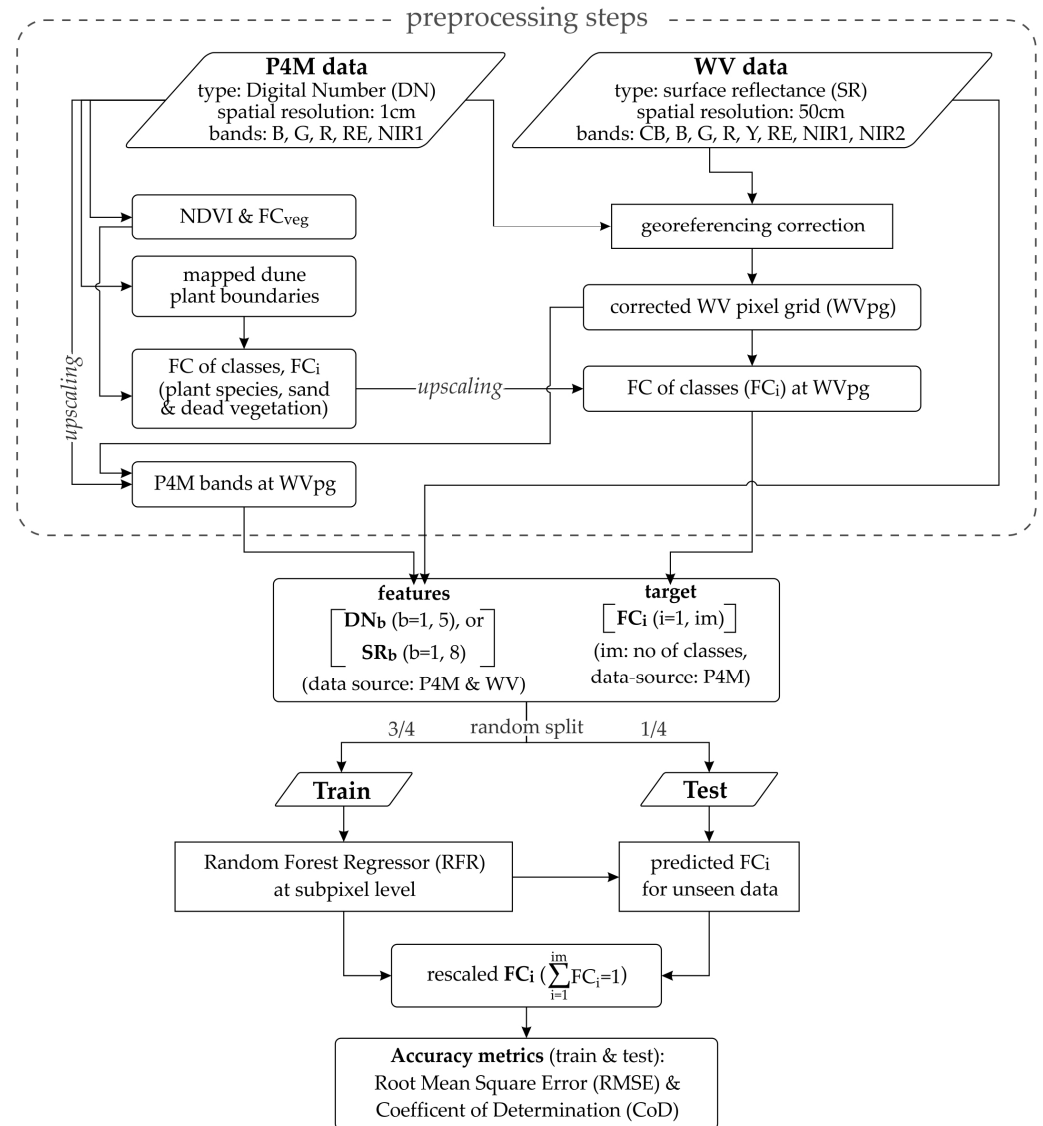 preprocessing steps
P4M data
type: Digital Number (DN)
spatial resolution: 1cm
bands: B, G, R, RE, NIR1
WV data
type: surface reflectance (SR)
spatial resolution: 50cm
bands: CB, B, G, R, Y, RE, NIR1, NIR2
NDVI & FCveg
georeferencing correction
mapped dune
plant boundaries
corrected WV pixel grid (WVpg)
upscaling
FC of classes, FCi
(plant species, sand
& dead vegetation)
upscaling
FC of classes (FCi) at WVpg
P4M bands at WVpg
features
DNb (b=1, 5), or
SRb (b=1, 8)
(data source: P4M & WV)
target
FCi (i=1, im)
(im: no of classes,
data-source: P4M)
3/4 random split 1/4
Train
Test
Random Forest Regressor (RFR)
at subpixel level
predicted FCi
for unseen data
rescaled FCi (∑ i=1 im FCi=1)
Accuracy metrics (train & test):
Root Mean Square Error (RMSE) &
Coefficent of Determination (CoD)